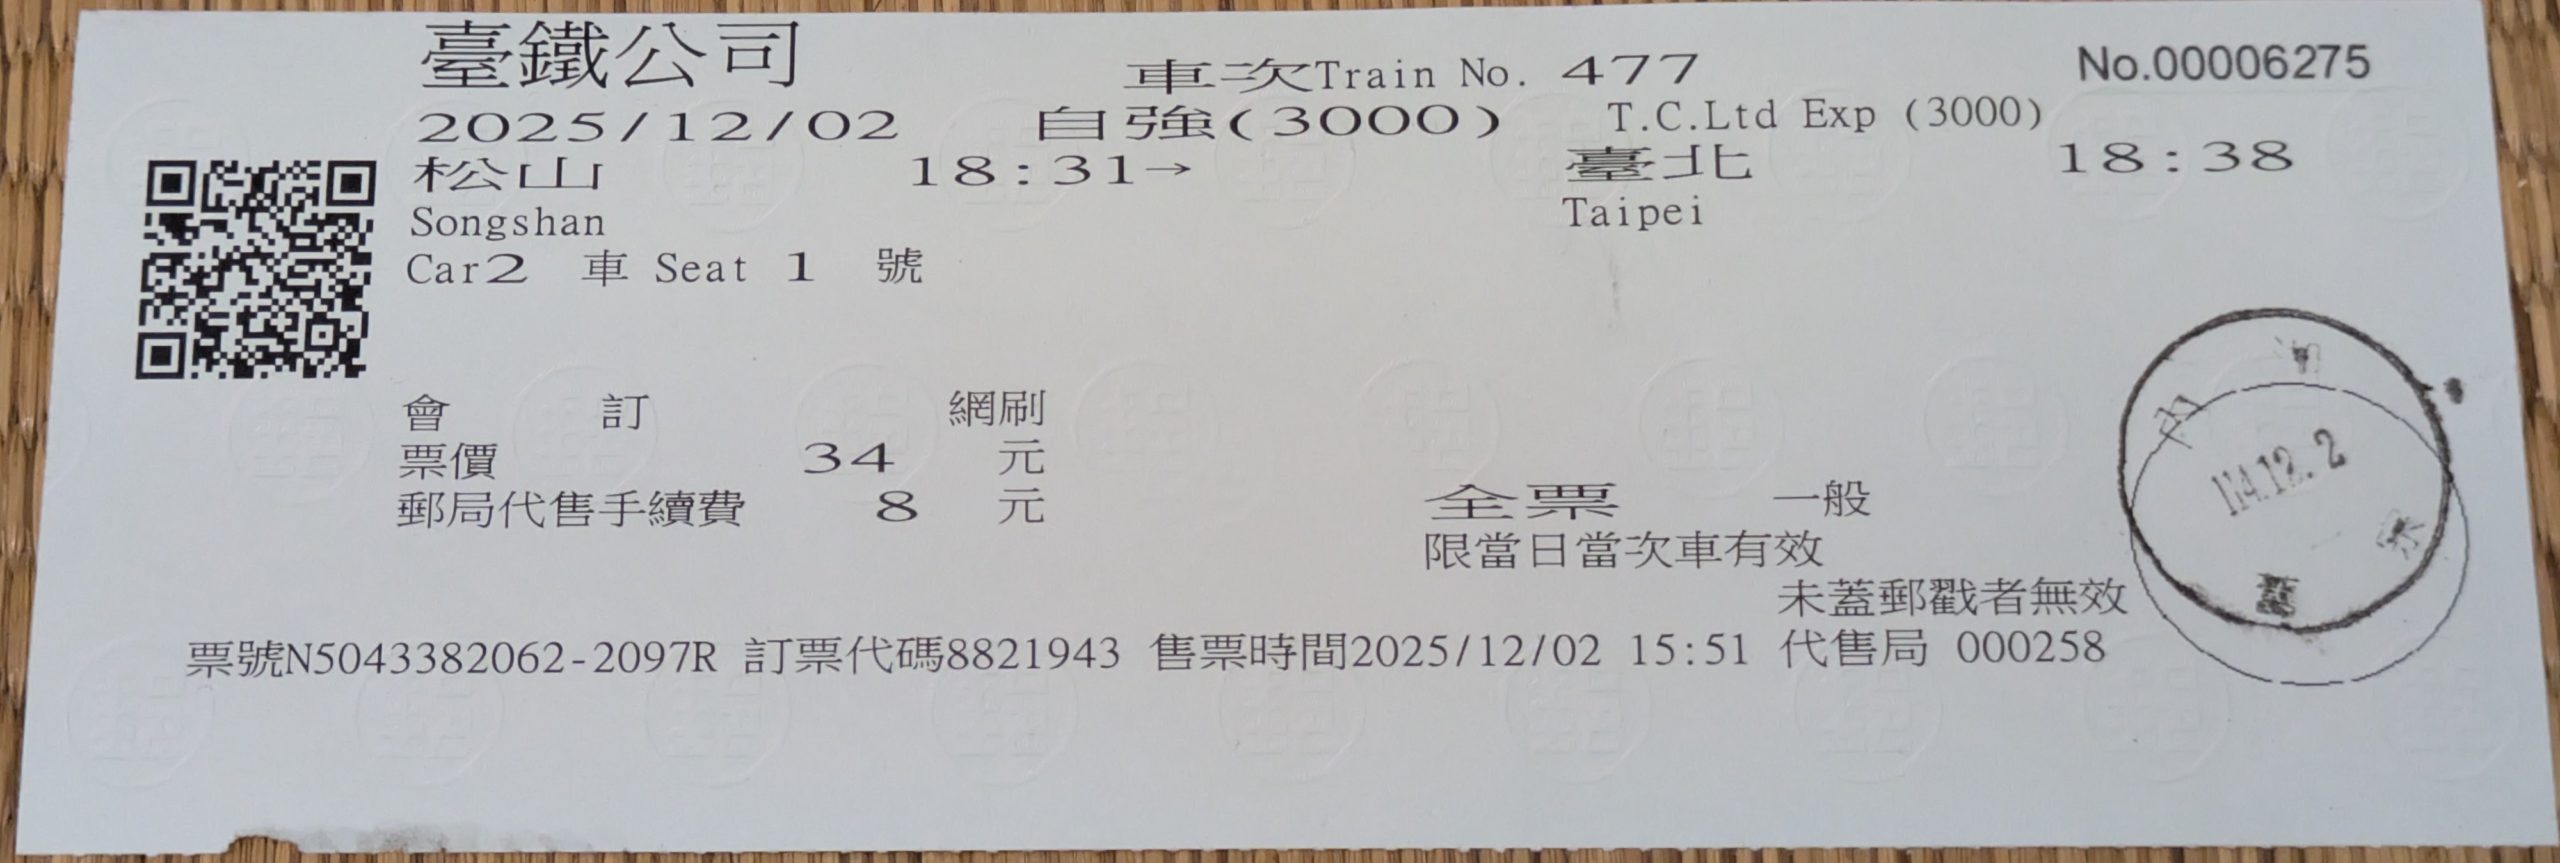 臺鐵公司
車次Train No. 477
No.00006275
2025/12/02 自強(3000) T.C.Ltd Exp (3000)
松山 18:31→ 臺北 18:38
Songshan Taipei
Car2 車 Seat 1 號
會 訂 網刷
票價 34 元
郵局代售手續費 8 元
全票 一般
限當日當次車有效
未蓋郵戳者無效
票號N5043382062-2097R 訂票代碼8821943 售票時間2025/12/02 15:51 代售局 000258
114.12.2